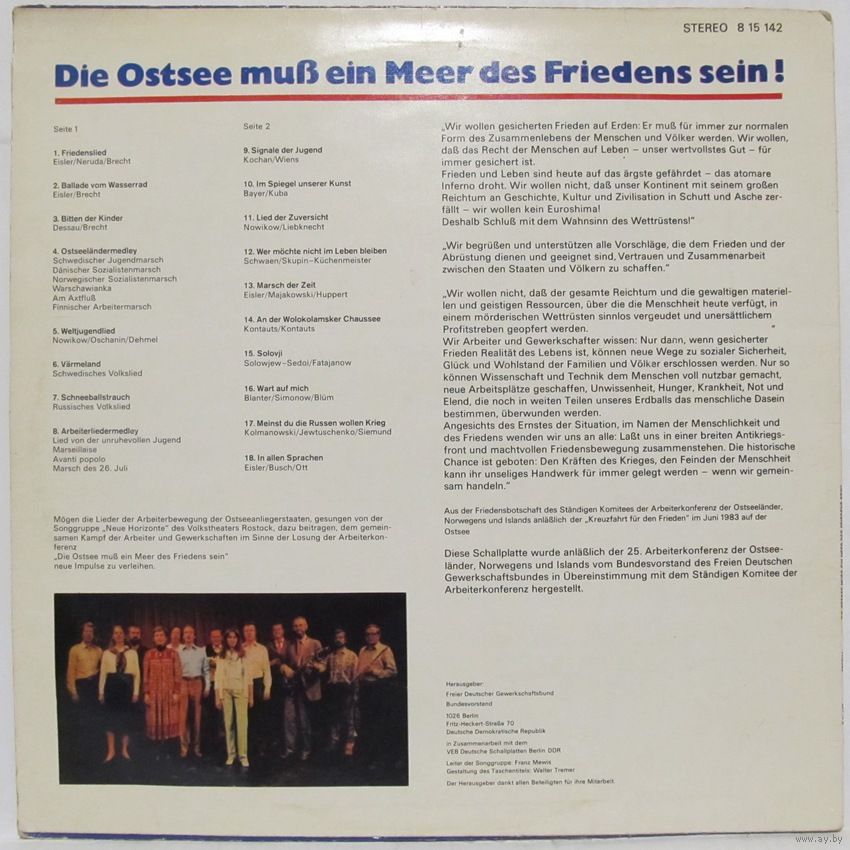 STEREO 8 15 142
Die Ostsee muß ein Meer des Friedens sein!
Seite 1
1. Friedenslied
Eisler/Neruda/Brecht
2. Ballade vom Wasserrad
Eisler/Brecht
3. Bitten der Kinder
Dessau/Brecht
4. Ostseeländermedley
Schwedischer Jugendmarsch
Dänischer Sozialistenmarsch
Norwegischer Sozialistenmarsch
Warschawianka
Am Axtfluß
Finnischer Arbeitermarsch
5. Weltjugendlied
Nowikow/Oschanin/Dehmel
6. Värmeland
Schwedisches Volkslied
7. Schneeballstrauch
Russisches Volkslied
8. Arbeiterliedermedley
Lied von der unruhevollen Jugend
Marseillaise
Avanti popolo
Marsch des 26. Juli
Seite 2
9. Signale der Jugend
Kochan/Wiens
10. Im Spiegel unserer Kunst
Bayer/Kuba
11. Lied der Zuversicht
Nowikow/Liebknecht
12. Wer möchte nicht im Leben bleiben
Schwaen/Skupin–Küchenmeister
13. Marsch der Zeit
Eisler/Majakowski/Huppert
14. An der Wolokolamsker Chaussee
Kontauts/Kontauts
15. Solovji
Solowjew–Sedoi/Fatajanow
16. Wart auf mich
Blanter/Simonow/Blüm
17. Meinst du die Russen wollen Krieg
Kolmanowski/Jewtuschenko/Siemund
18. In allen Sprachen
Eisler/Busch/Ott
Mögen die Lieder der Arbeiterbewegung der Ostseeanliegerstaaten, gesungen von der
Songgruppe „Neue Horizonte" des Volkstheaters Rostock, dazu beitragen, dem gemein-
samen Kampf der Arbeiter und Gewerkschaften im Sinne der Losung der Arbeiterkon-
ferenz
„Die Ostsee muß ein Meer des Friedens sein"
neue Impulse zu verleihen.
„Wir wollen gesicherten Frieden auf Erden: Er muß für immer zur normalen
Form des Zusammenlebens der Menschen und Völker werden. Wir wollen,
daß das Recht der Menschen auf Leben – unser wertvollstes Gut – für
immer gesichert ist.
Frieden und Leben sind heute auf das ärgste gefährdet – das atomare
Inferno droht. Wir wollen nicht, daß unser Kontinent mit seinem großen
Reichtum an Geschichte, Kultur und Zivilisation in Schutt und Asche zer-
fällt – wir wollen kein Euroshima!
Deshalb Schluß mit dem Wahnsinn des Wettrüstens!"
„Wir begrüßen und unterstützen alle Vorschläge, die dem Frieden und der
Abrüstung dienen und geeignet sind, Vertrauen und Zusammenarbeit
zwischen den Staaten und Völkern zu schaffen."
„Wir wollen nicht, daß der gesamte Reichtum und die gewaltigen materiel-
len und geistigen Ressourcen, über die die Menschheit heute verfügt, in
einem mörderischen Wettrüsten sinnlos vergeudet und unersättlichem
Profitstreben geopfert werden.
Wir Arbeiter und Gewerkschafter wissen: Nur dann, wenn gesicherter
Frieden Realität des Lebens ist, können neue Wege zu sozialer Sicherheit,
Glück und Wohlstand der Familien und Völker erschlossen werden. Nur so
können Wissenschaft und Technik dem Menschen voll nutzbar gemacht,
neue Arbeitsplätze geschaffen, Unwissenheit, Hunger, Krankheit, Not und
Elend, die noch in weiten Teilen unseres Erdballs das menschliche Dasein
bestimmen, überwunden werden.
Angesichts des Ernstes der Situation, im Namen der Menschlichkeit und
des Friedens wenden wir uns an alle: Laßt uns in einer breiten Antikriegs-
front und machtvollen Friedensbewegung zusammenstehen. Die historische
Chance ist geboten: Den Kräften des Krieges, den Feinden der Menschheit
kann ihr unseliges Handwerk für immer gelegt werden – wenn wir gemein-
sam handeln."
Aus der Friedensbotschaft des Ständigen Komitees der Arbeiterkonferenz der Ostseeländer,
Norwegens und Islands anläßlich der „Kreuzfahrt für den Frieden" im Juni 1983 auf der
Ostsee
Diese Schallplatte wurde anläßlich der 25. Arbeiterkonferenz der Ostsee-
länder, Norwegens und Islands vom Bundesvorstand des Freien Deutschen
Gewerkschaftsbundes in Übereinstimmung mit dem Ständigen Komitee der
Arbeiterkonferenz hergestellt.
Herausgeber:
Freier Deutscher Gewerkschaftsbund
Bundesvorstand
1026 Berlin
Fritz-Heckert-Straße 70
Deutsche Demokratische Republik
in Zusammenarbeit mit dem
VEB Deutsche Schallplatten Berlin DDR
Leiter der Songgruppe: Franz Mewis
Gestaltung des Taschentitels: Walter Tremer
Der Herausgeber dankt allen Beteiligten für ihre Mitarbeit.
www.ay.by